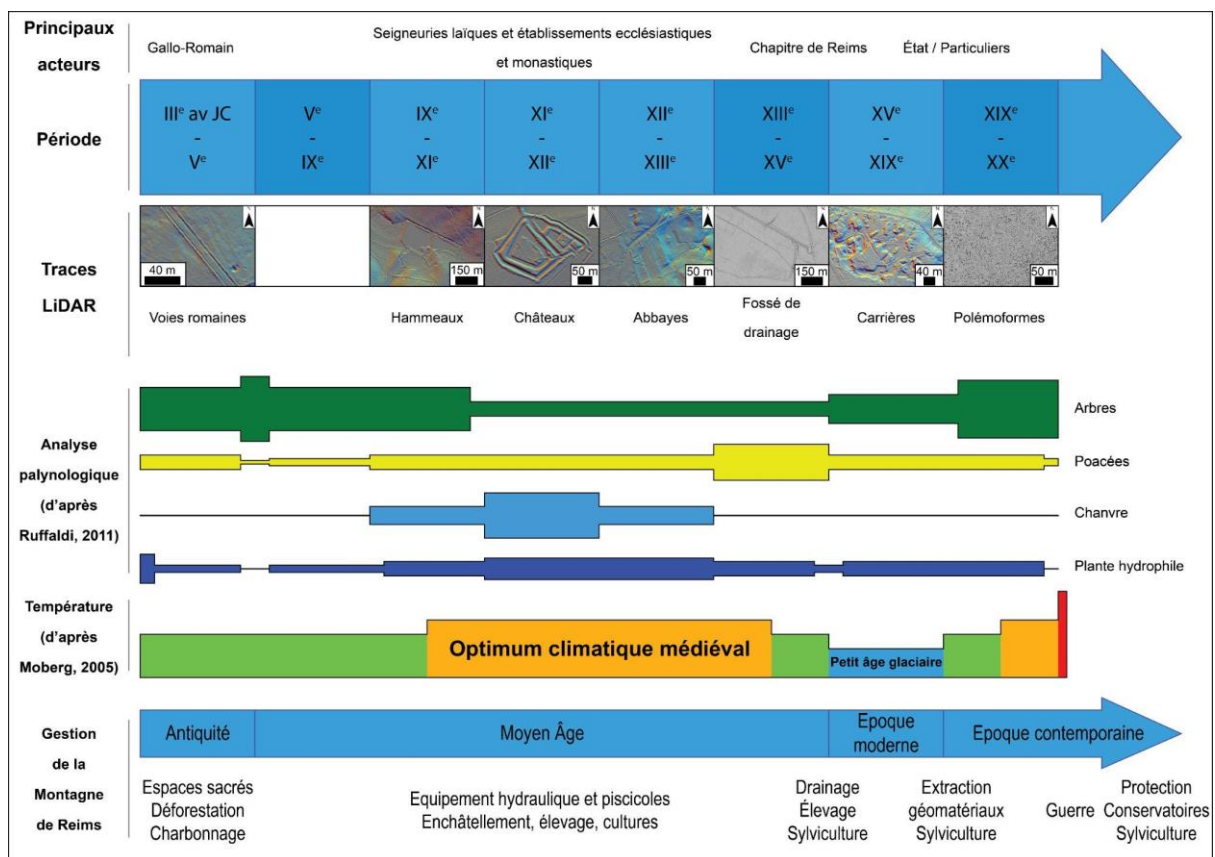 Principaux
acteurs
Gallo-Romain
Seigneuries laïques et établissements ecclésiastiques
et monastiques
Chapitre de Reims
État / Particuliers
Période
IIIe av JC
-
Ve
Ve
-
IXe
IXe
-
XIe
XIe
-
XIIe
XIIe
-
XIIIe
XIIIe
-
XVe
XVe
-
XIXe
XIXe
-
XXe
Traces
LiDAR
N
40 m
N
150 m
N
50 m
N
50 m
N
150 m
N
40 m
N
50 m
Voies romaines
Hammeaux
Châteaux
Abbayes
Fossé de
drainage
Carrières
Polémoformes
Analyse
palynologique
(d'après
Ruffaldi, 2011)
Arbres
Poacées
Chanvre
Plante hydrophile
Température
(d'après
Moberg, 2005)
Optimum climatique médiéval
Petit âge glaciaire
Gestion
de la
Montagne
de Reims
Antiquité
Moyen Âge
Epoque
moderne
Epoque contemporaine
Espaces sacrés
Déforestation
Charbonnage
Equipement hydraulique et piscicoles
Enchâtellement, élevage, cultures
Drainage
Élevage
Sylviculture
Extraction
géomatériaux
Sylviculture
Guerre
Protection
Conservatoires
Sylviculture